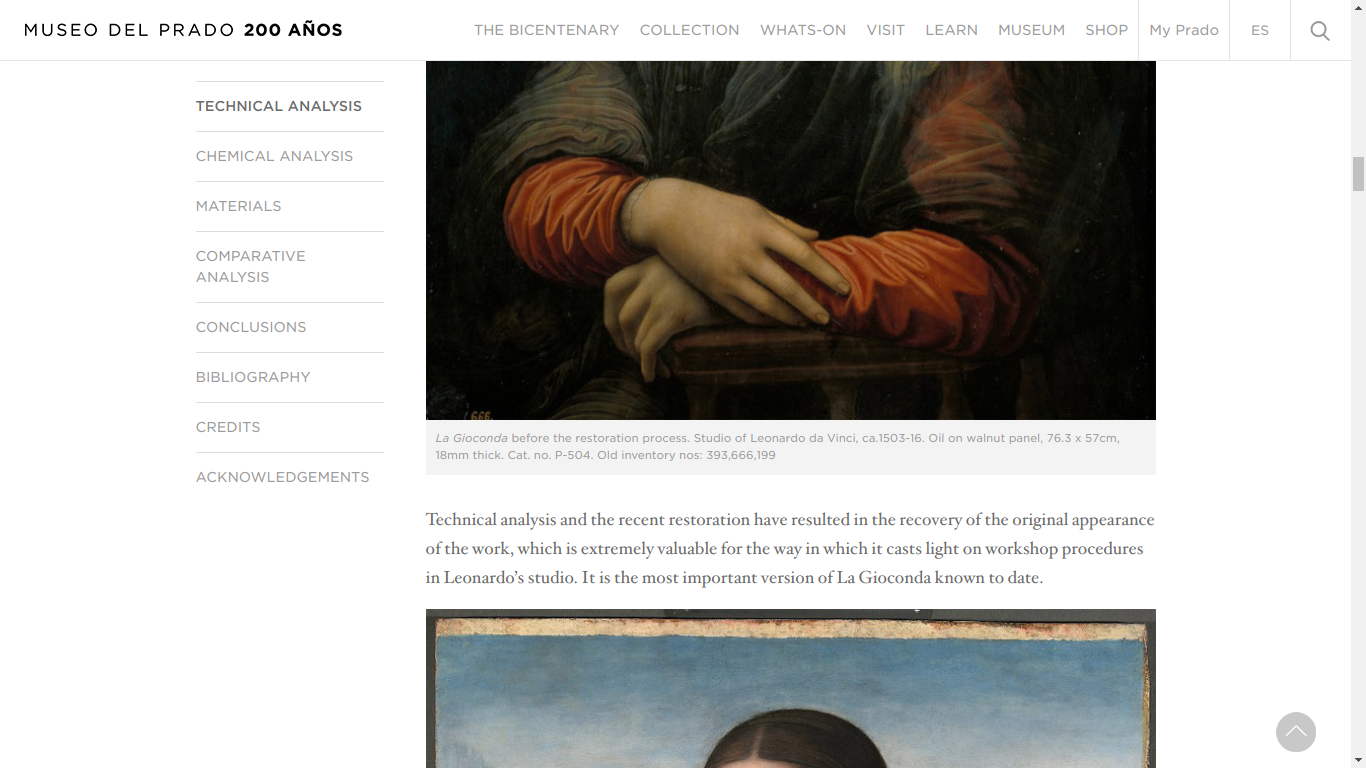 MUSEO DEL PRADO 200 AÑOS
THE BICENTENARY COLLECTION WHATS-ON VISIT LEARN MUSEUM SHOP My Prado ES
TECHNICAL ANALYSIS
CHEMICAL ANALYSIS
MATERIALS
COMPARATIVE
ANALYSIS
CONCLUSIONS
BIBLIOGRAPHY
CREDITS
ACKNOWLEDGEMENTS
666.
La Gioconda before the restoration process. Studio of Leonardo da Vinci, ca.1503-16. Oil on walnut panel, 76.3 x 57cm,
18mm thick. Cat. no. P-504. Old inventory nos: 393,666,199
Technical analysis and the recent restoration have resulted in the recovery of the original appearance
of the work, which is extremely valuable for the way in which it casts light on workshop procedures
in Leonardo’s studio. It is the most important version of La Gioconda known to date.